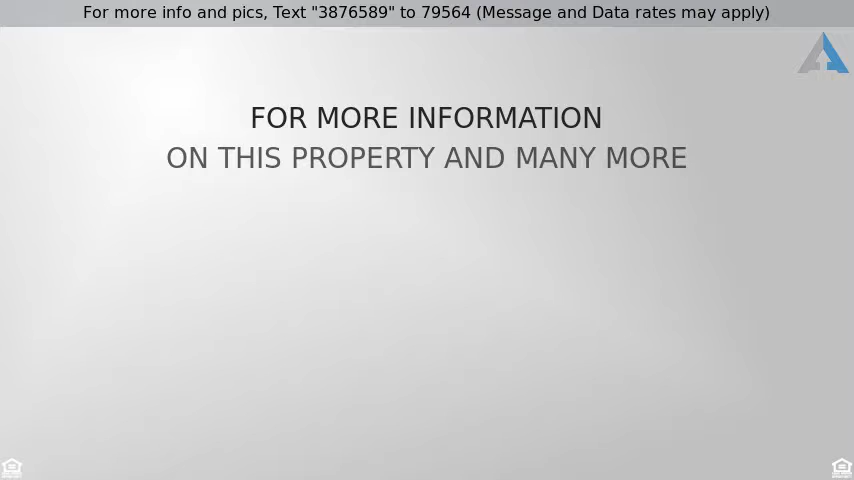 For more info and pics, Text "3876589" to 79564 (Message and Data rates may apply)
FOR MORE INFORMATION
ON THIS PROPERTY AND MANY MORE